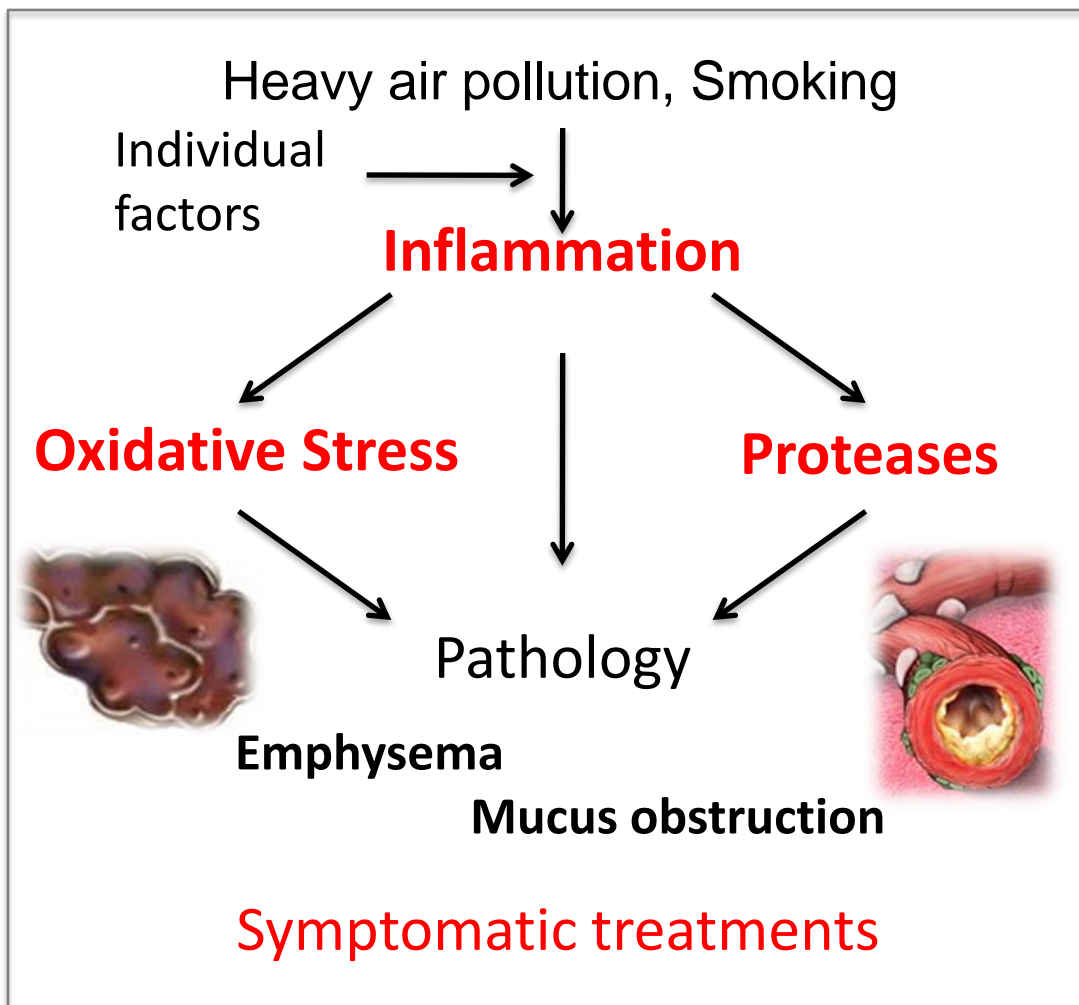 Heavy air pollution, Smoking
Individual
factors
Inflammation
Oxidative Stress
Proteases
Pathology
Emphysema
Mucus obstruction
Symptomatic treatments